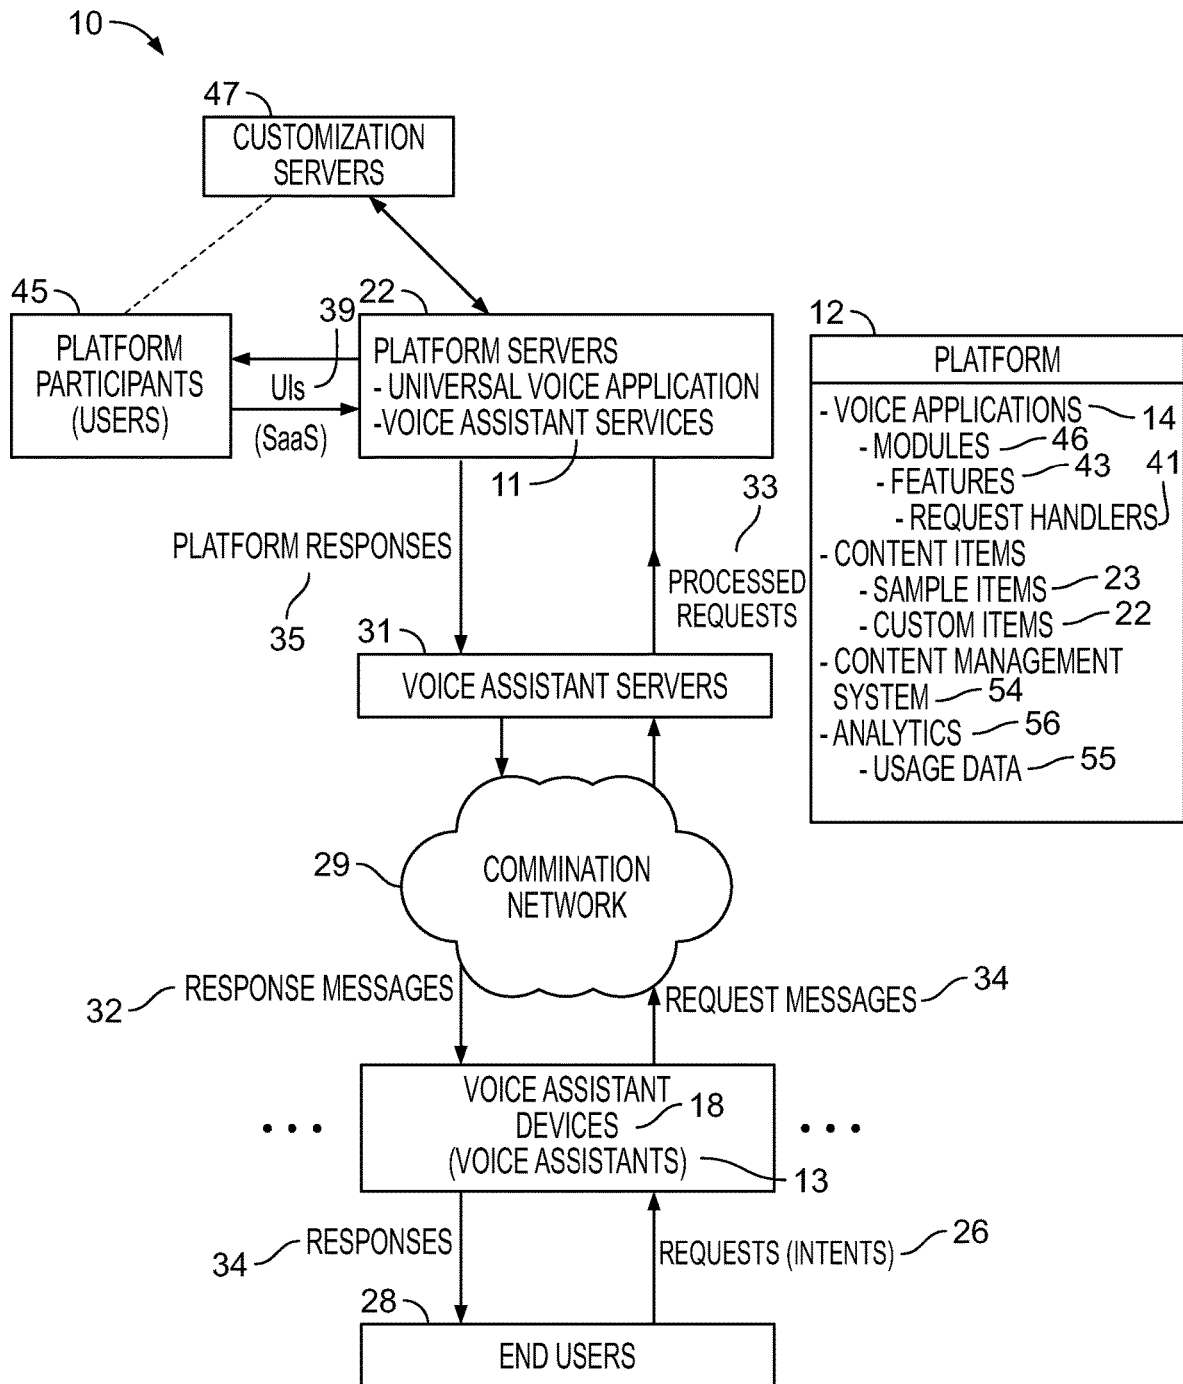 10
47
CUSTOMIZATION
SERVERS
45
PLATFORM
PARTICIPANTS
(USERS)
39
UIs
(SaaS)
22
PLATFORM SERVERS
- UNIVERSAL VOICE APPLICATION
-VOICE ASSISTANT SERVICES
11
12
PLATFORM
- VOICE APPLICATIONS 14
- MODULES 46
- FEATURES 43
41
- REQUEST HANDLERS
- CONTENT ITEMS
- SAMPLE ITEMS 23
- CUSTOM ITEMS 22
- CONTENT MANAGEMENT
SYSTEM 54
- ANALYTICS 56
- USAGE DATA 55
PLATFORM RESPONSES
35
33
PROCESSED
REQUESTS
31
VOICE ASSISTANT SERVERS
29
COMMINATION
NETWORK
32 RESPONSE MESSAGES
REQUEST MESSAGES 34
VOICE ASSISTANT
DEVICES 18
(VOICE ASSISTANTS) 13
34 RESPONSES
REQUESTS (INTENTS) 26
28
END USERS